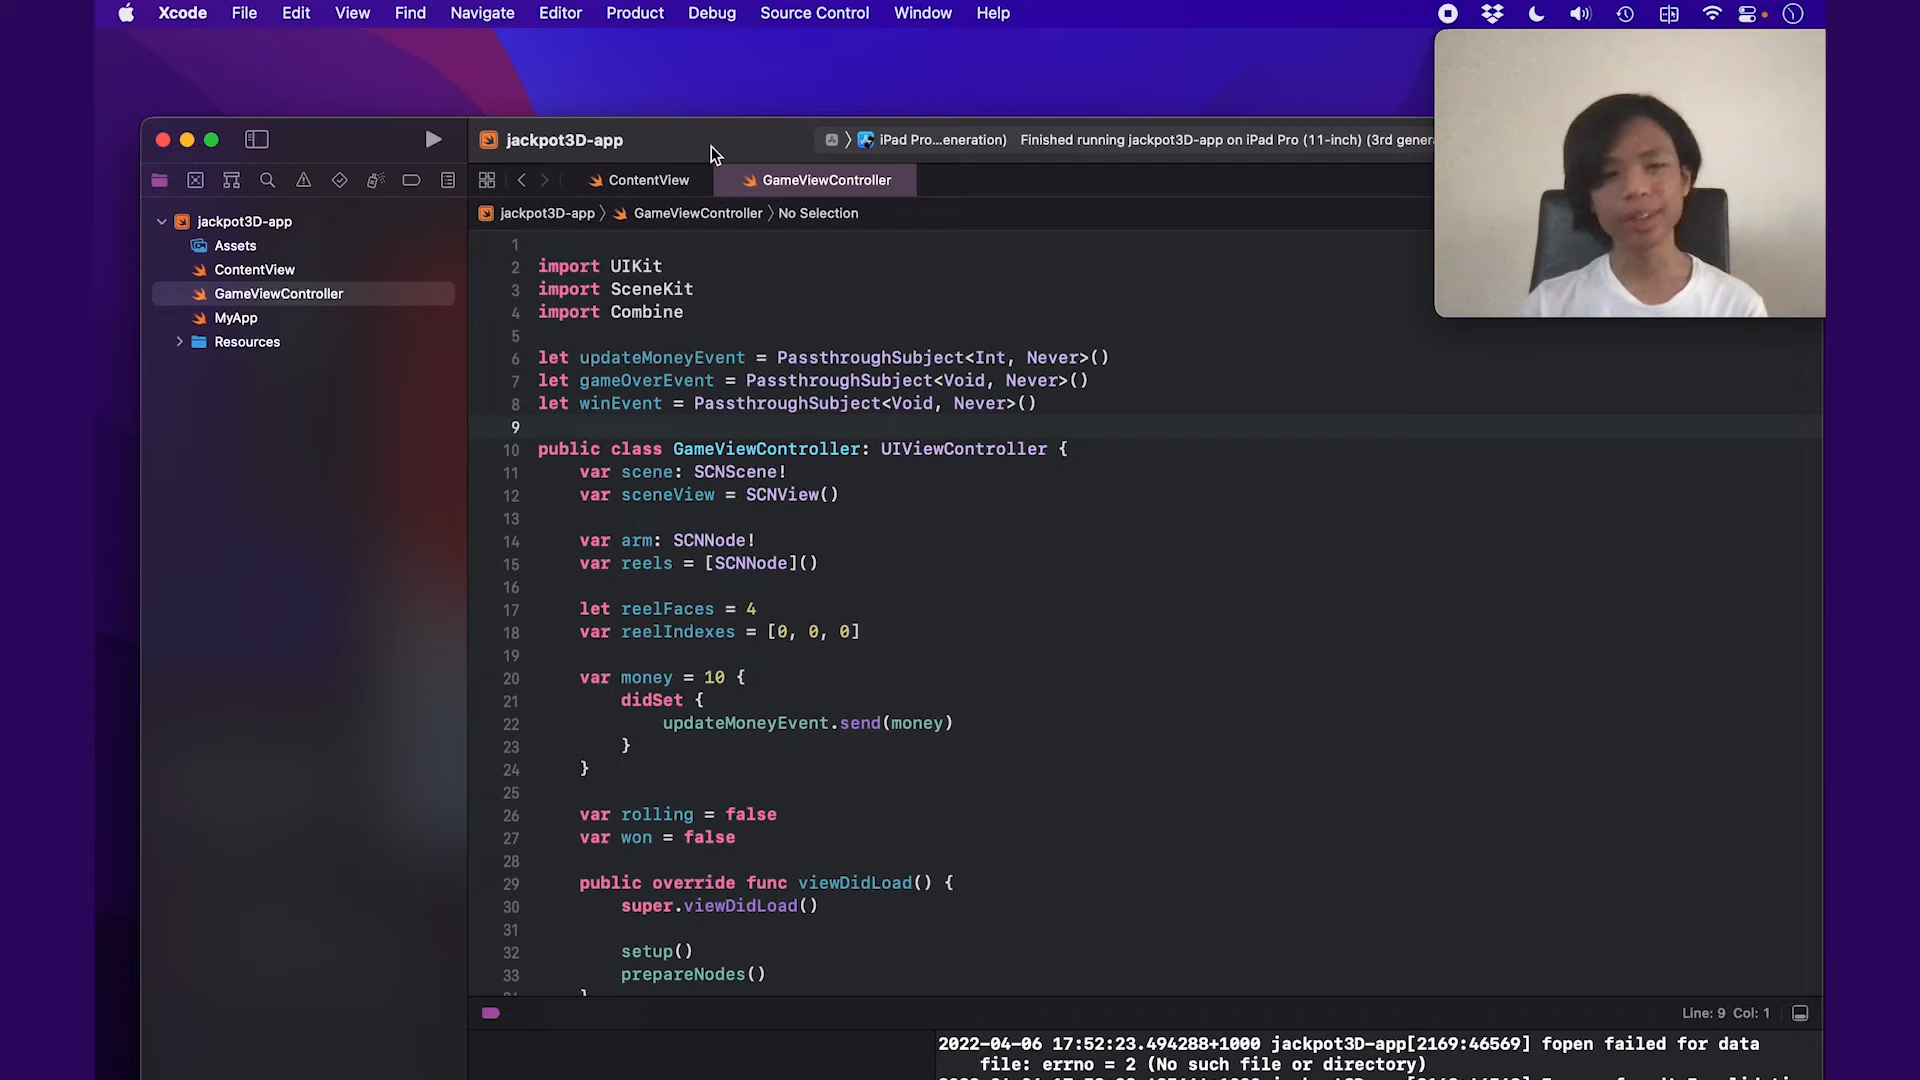 Xcode File Edit View Find Navigate Editor Product Debug Source Control Window Help
jackpot3D-app
iPad Pro...eneration) Finished running jackpot3D-app on iPad Pro (11-inch) (3rd gener
ContentView
GameViewController
jackpot3D-app
GameViewController
No Selection
jackpot3D-app
Assets
ContentView
GameViewController
MyApp
Resources
1
2 import UIKit
3 import SceneKit
4 import Combine
5
6 let updateMoneyEvent = PassthroughSubject<Int, Never>()
7 let gameOverEvent = PassthroughSubject<Void, Never>()
8 let winEvent = PassthroughSubject<Void, Never>()
9
10 public class GameViewController: UIViewController {
11 var scene: SCNScene!
12 var sceneView = SCNView()
13
14 var arm: SCNNode!
15 var reels = [SCNNode]()
16
17 let reelFaces = 4
18 var reelIndexes = [0, 0, 0]
19
20 var money = 10 {
21 didSet {
22 updateMoneyEvent.send(money)
23 }
24 }
25
26 var rolling = false
27 var won = false
28
29 public override func viewDidLoad() {
30 super.viewDidLoad()
31
32 setup()
33 prepareNodes()
Line: 9 Col: 1
2022-04-06 17:52:23.494288+1000 jackpot3D-app[2169:46569] fopen failed for data
file: errno = 2 (No such file or directory)